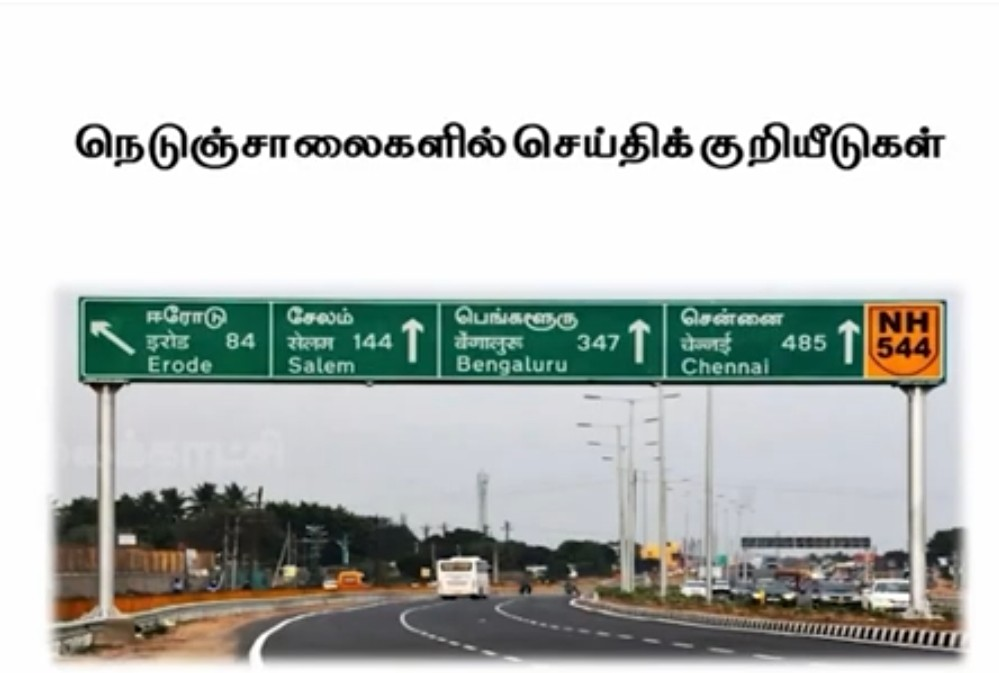 நெடுஞ்சாலைகளில் செய்திக் குறியீடுகள்
ஈரோடு
इरोड 84
Erode
சேலம்
सेलम 144
Salem
பெங்களூரு
बेंगालुरू 347
Bengaluru
சென்னை
चेन्नई 485
Chennai
NH
544